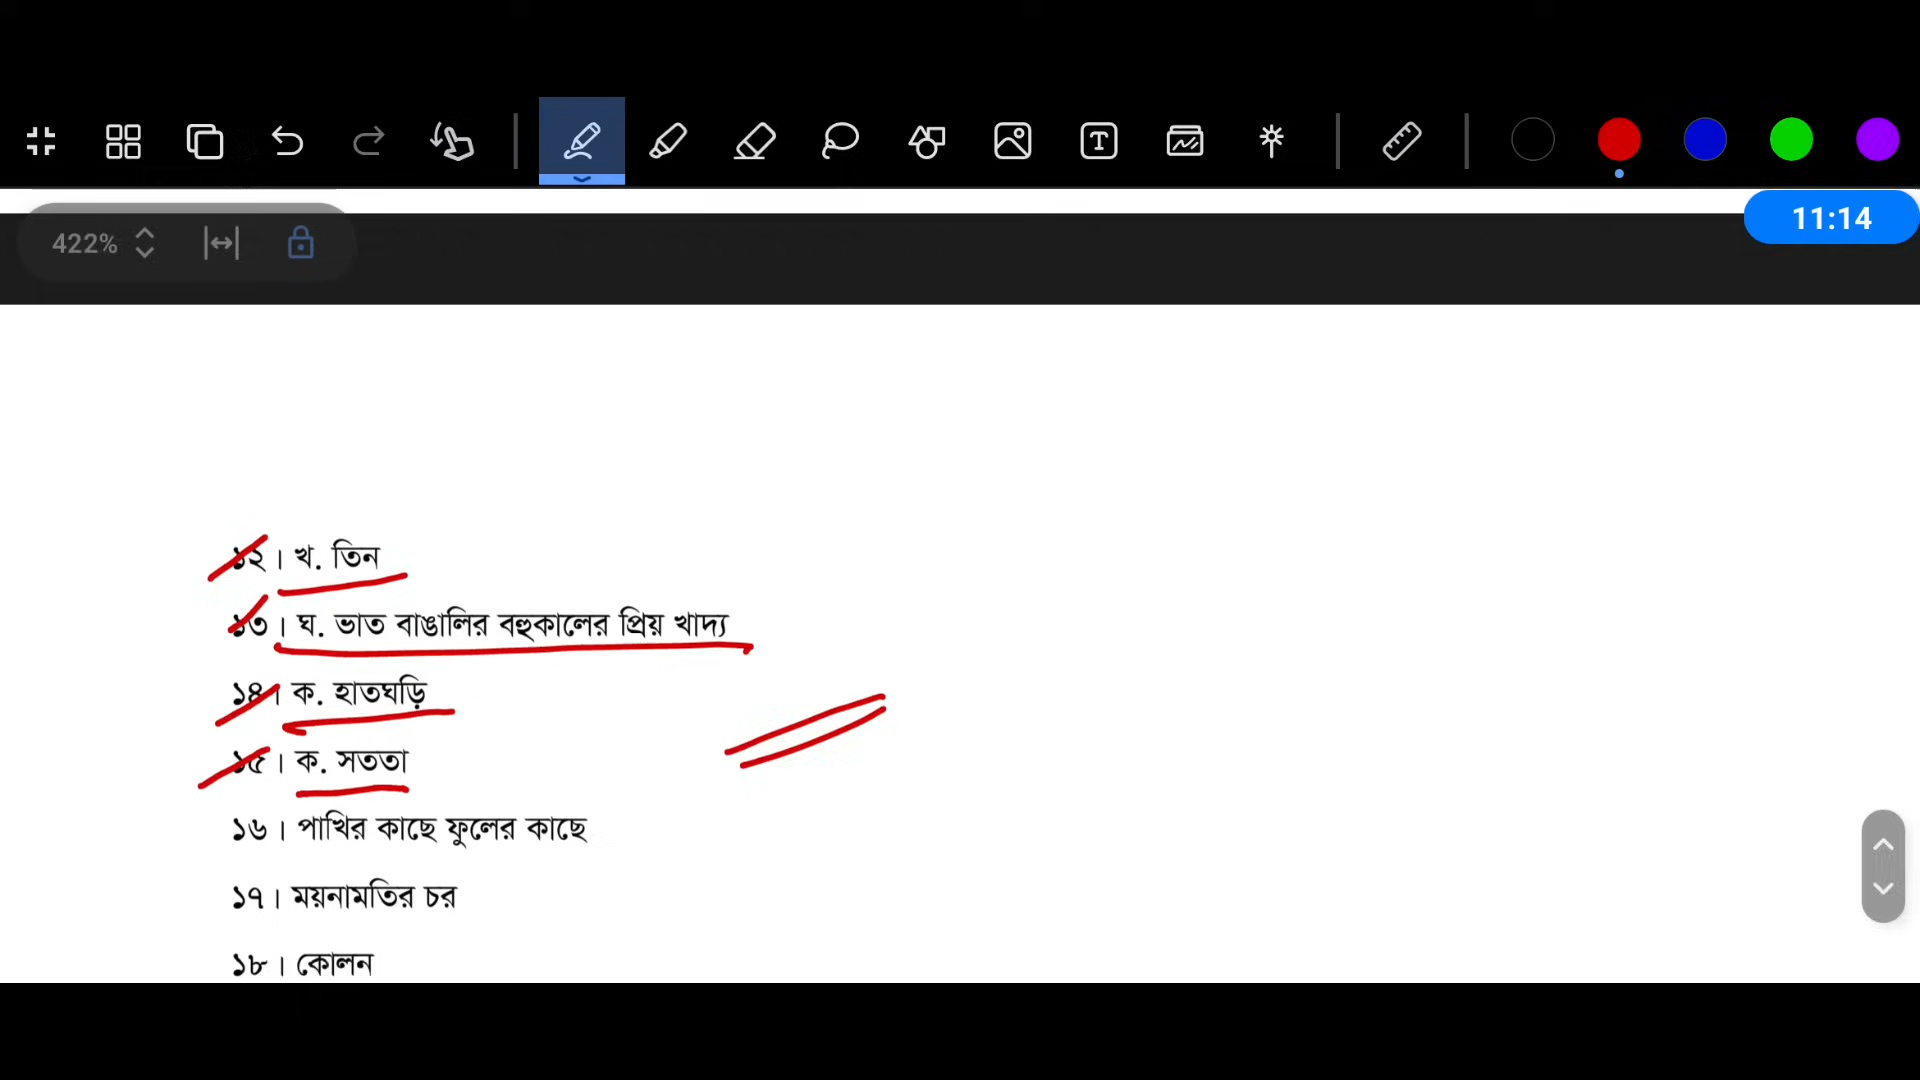 11:14
422%
১২। খ. তিন
১৩। ঘ. ভাত বাঙালির বহুকালের প্রিয় খাদ্য
১৪। ক. হাতঘড়ি
১৫। ক. সততা
১৬। পাখির কাছে ফুলের কাছে
১৭। ময়নামতির চর
১৮। কোলন